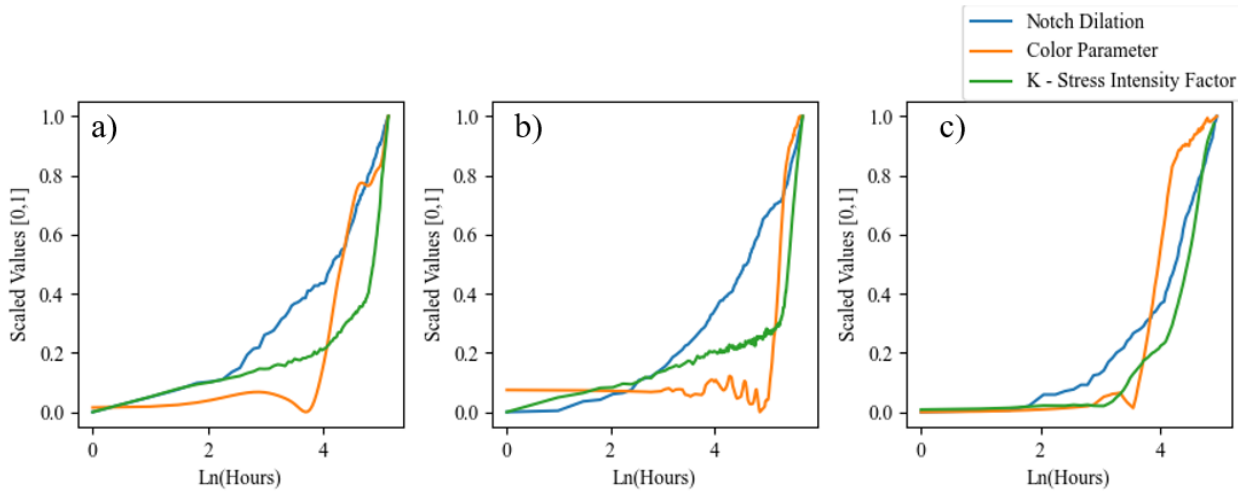 Notch Dilation
Color Parameter
K - Stress Intensity Factor
a)
b)
c)
Scaled Values [0,1]
1.0
0.8
0.6
0.4
0.2
0.0
0
2
4
Ln(Hours)
Scaled Values [0,1]
1.0
0.8
0.6
0.4
0.2
0.0
0
2
4
Ln(Hours)
Scaled Values [0,1]
1.0
0.8
0.6
0.4
0.2
0.0
0
2
4
Ln(Hours)